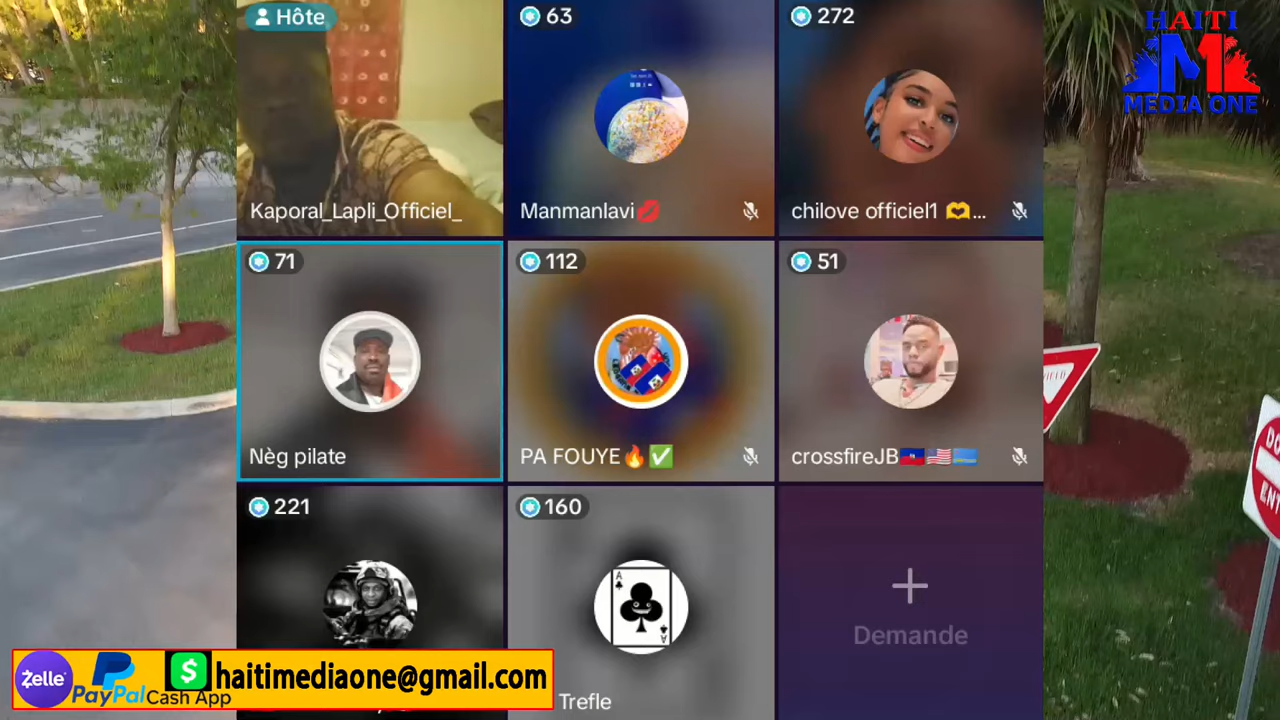 Hôte
63
272
HAITI
M1
MEDIA ONE
Kaporal_Lapli_Officiel_
Manmanlavi💋
chilove officiel1 🫶...
71
112
51
Nèg pilate
PA FOUYE🔥✅
crossfireJB🇭🇹🇺🇸🇦🇼
221
160
A
A
Demande
Zelle
PayPal
$
Cash App
haitimediaone@gmail.com
Trefle